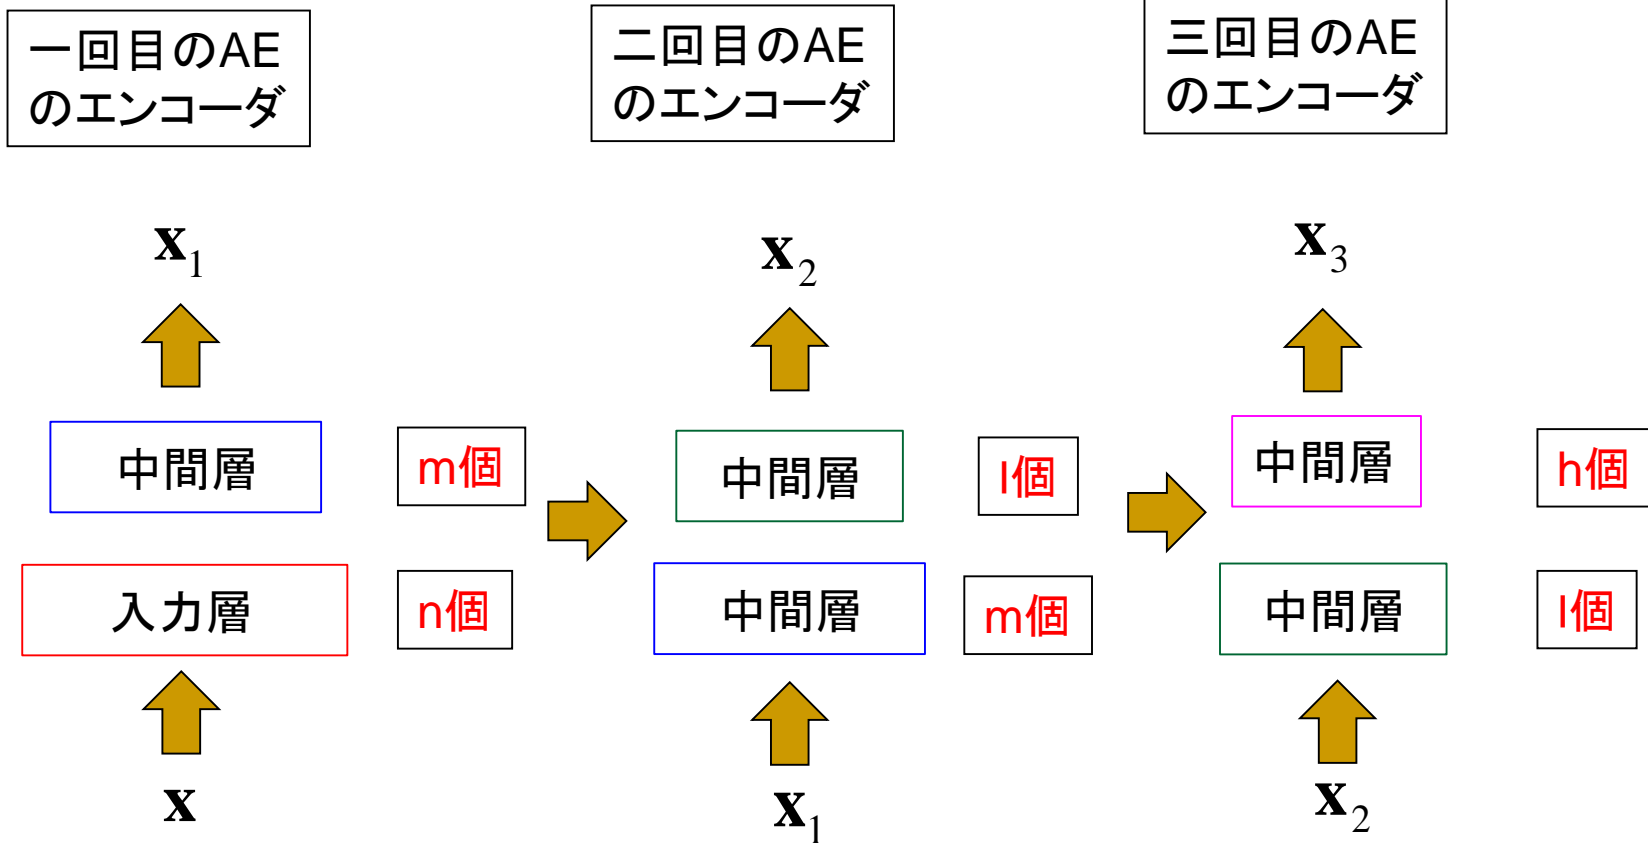 一回目のAE
のエンコーダ
二回目のAE
のエンコーダ
三回目のAE
のエンコーダ
x₁
x₂
x₃
中間層
m個
中間層
l個
中間層
h個
入力層
n個
中間層
m個
中間層
l個
x
x₁
x₂